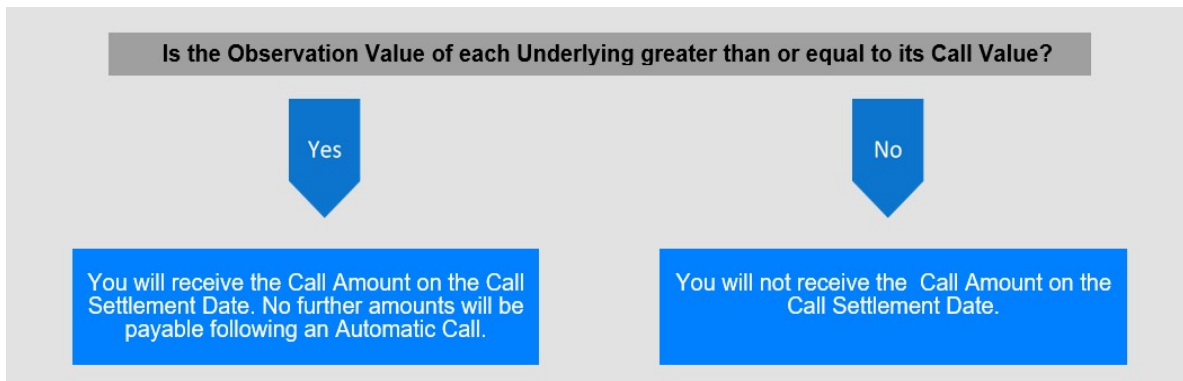 Is the Observation Value of each Underlying greater than or equal to its Call Value?
Yes
No
You will receive the Call Amount on the Call
Settlement Date. No further amounts will be
payable following an Automatic Call.
You will not receive the  Call Amount on the
Call Settlement Date.